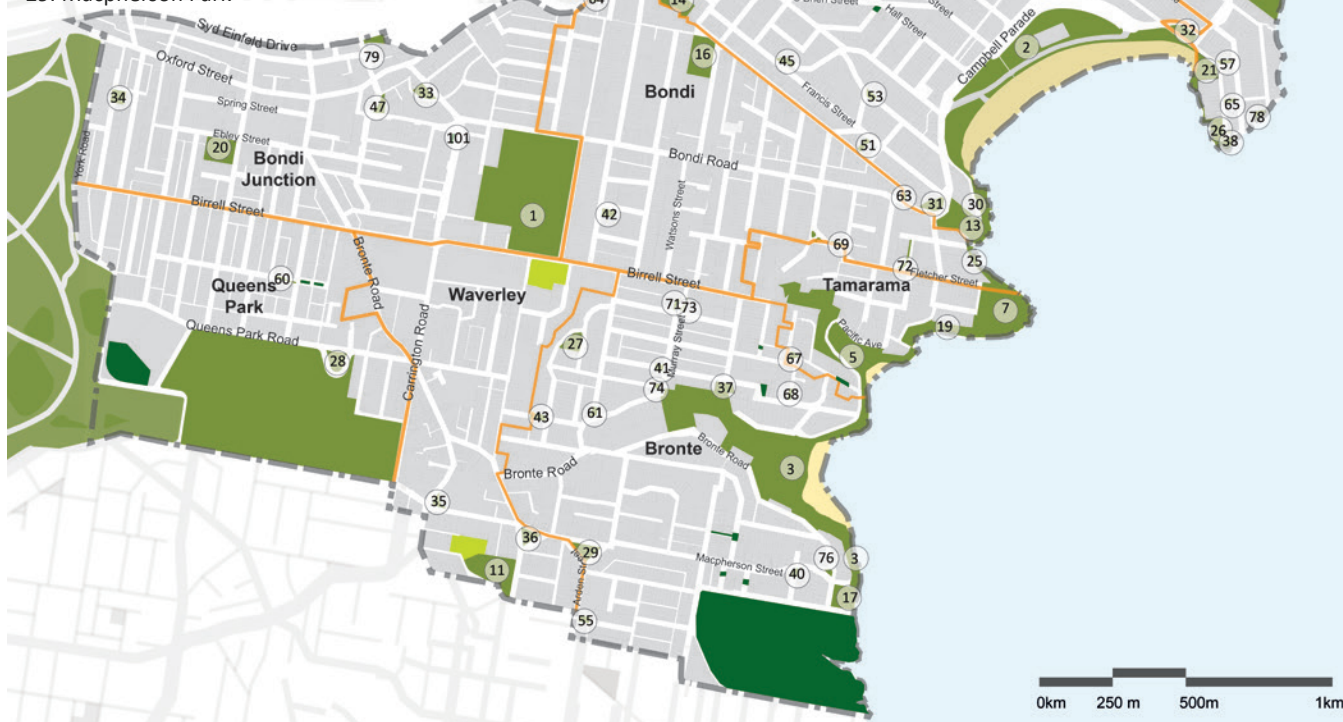 29. Macpherson Park
64
14
Hall Street
Street
Campbell Parade
2
32
Syd Einfeld Drive
79
16
45
57
21
Oxford Street
34
33
Bondi
53
65
78
Spring Street
47
Francis Street
26
38
101
51
Ebley Street
20
York Road
Bondi
Junction
Bondi Road
63
31
30
Birrell Street
1
42
Watsons Street
13
69
25
72
Fletcher Street
Bronte Road
60
Queens
Park
Waverley
Birrell Street
Tamarama
71
73
7
Carrington Road
19
Queens Park Road
27
Murray Street
Pacific Ave
28
41
67
5
74
37
68
43
61
Bronte
Bronte Road
Bronte Road
3
35
36
29
Macpherson Street
76
3
40
11
Arden Str
17
55
0km
250 m
500m
1km